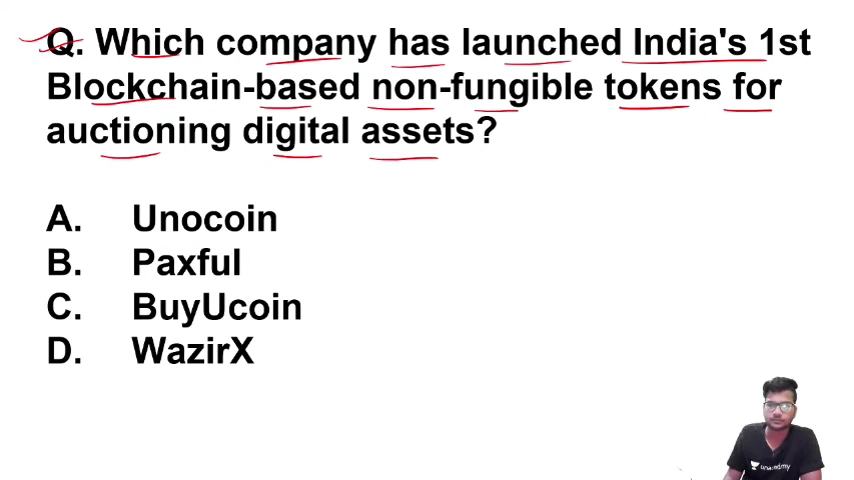 Q. Which company has launched India's 1st
Blockchain-based non-fungible tokens for
auctioning digital assets?
A. Unocoin
B. Paxful
C. BuyUcoin
D. WazirX
unacademy